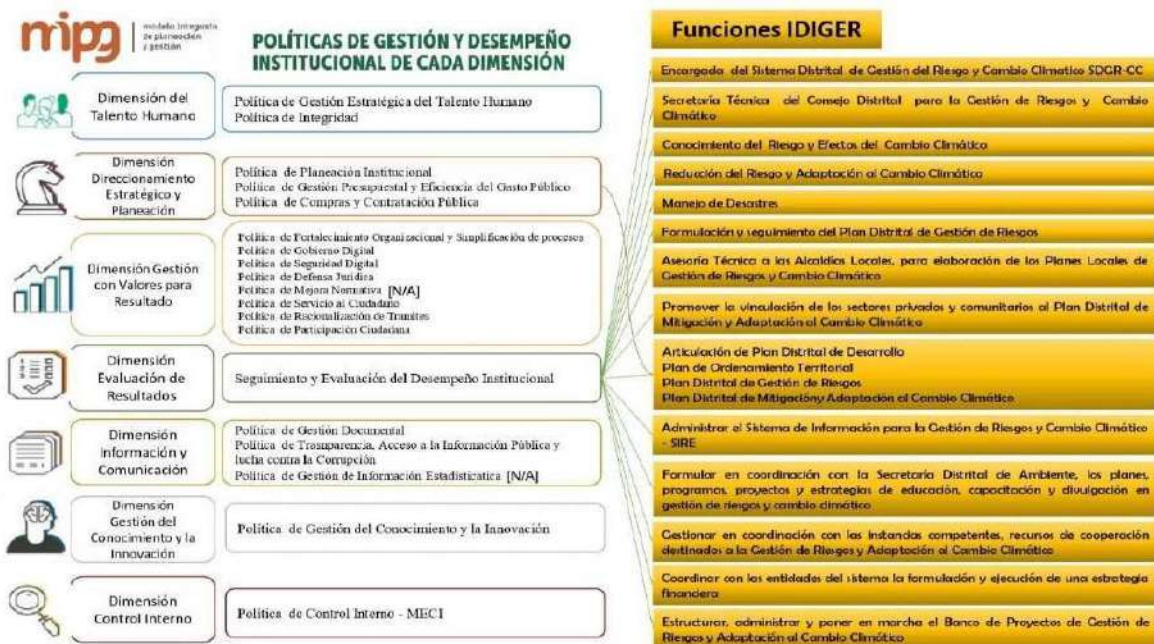 mipg
modelo integrado
de planeación
y gestión
POLÍTICAS DE GESTIÓN Y DESEMPEÑO
INSTITUCIONAL DE CADA DIMENSIÓN
Dimensión del
Talento Humano
Política de Gestión Estratégica del Talento Humano
Política de Integridad
Dimensión
Direccionamiento
Estratégico y
Planeación
Política de Planeación Institucional
Política de Gestión Presupuestal y Eficiencia del Gasto Público
Política de Compras y Contratación Pública
Dimensión Gestión
con Valores para
Resultado
Política de Fortalecimiento Organizacional y Simplificación de procesos
Política de Gobierno Digital
Política de Seguridad Digital
Política de Defensa Jurídica
Política de Mejora Normativa [N/A]
Política de Servicio al Ciudadano
Política de Racionalización de Tramites
Política de Participación Ciudadana
Dimensión
Evaluación de
Resultados
Seguimiento y Evaluación del Desempeño Institucional
Dimensión
Información y
Comunicación
Política de Gestión Documental
Política de Trasparencia, Acceso a la Información Pública y
lucha contra la Corrupción
Política de Gestión de Información Estadísticatica [N/A]
Dimensión
Gestión del
Conocimiento y la
Innovación
Política de Gestión del Conocimiento y la Innovación
Dimensión
Control Interno
Política de Control Interno - MECI
Funciones IDIGER
Encargada del Sistema Distrital de Gestión del Riesgo y Cambio Climatico SDGR-CC
Secretaría Técnica del Consejo Distrital para la Gestión de Riesgos y Cambio
Climático
Conocimiento del Riesgo y Efectos del Cambio Climático
Reducción del Riesgo y Adaptación al Cambio Climático
Manejo de Desastres
Formulación y seguimiento del Plan Distrital de Gestión de Riesgos
Asesoría Técnica a las Alcaldías Locales, para elaboración de los Planes Locales de
Gestión de Riesgos y Cambio Climático
Promover la vinculación de los sectores privados y comunitarios al Plan Distrital de
Mitigación y Adaptación al Cambio Climático
Articulación de Plan Distrital de Desarrollo
Plan de Ordenamiento Territorial
Plan Distrital de Gestión de Riesgos
Plan Distrital de Mitigacióny Adaptación al Cambio Climático
Administrar el Sistema de Información para la Gestión de Riesgos y Cambio Climático
- SIRE
Formular en coordinación con la Secretaría Distrital de Ambiente, los planes,
programas, proyectos y estrategias de educación, capacitación y divulgación en
gestión de riesgos y cambio climático
Gestionar en coordinación con las instancias competentes, recursos de cooperación
destinados a la Gestión de Riesgos y Adaptación al Cambio Climático
Coordinar con las entidades del sistema la formulación y ejecución de una estrategia
financiera
Estructurar, administrar y poner en marcha el Banco de Proyectos de Gestión de
Riesgos y Adaptación al Cambio Climático